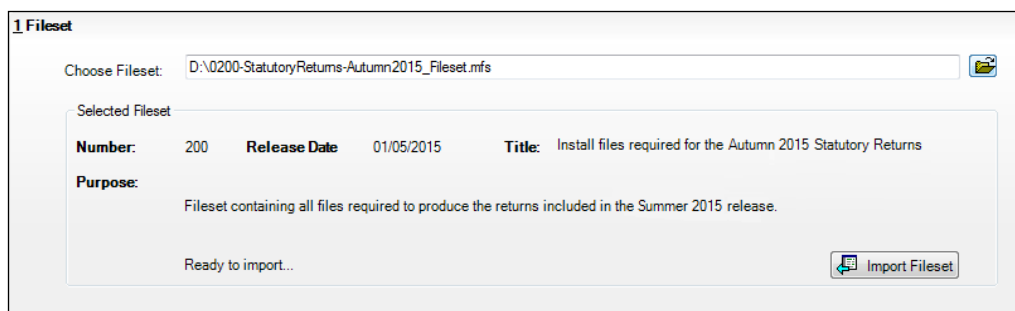 1 Fileset
Choose Fileset: D:\0200-StatutoryReturns-Autumn2015_Fileset.mfs
Selected Fileset
Number: 200 Release Date 01/05/2015 Title: Install files required for the Autumn 2015 Statutory Returns
Purpose:
Fileset containing all files required to produce the returns included in the Summer 2015 release.
Ready to import... Import Fileset